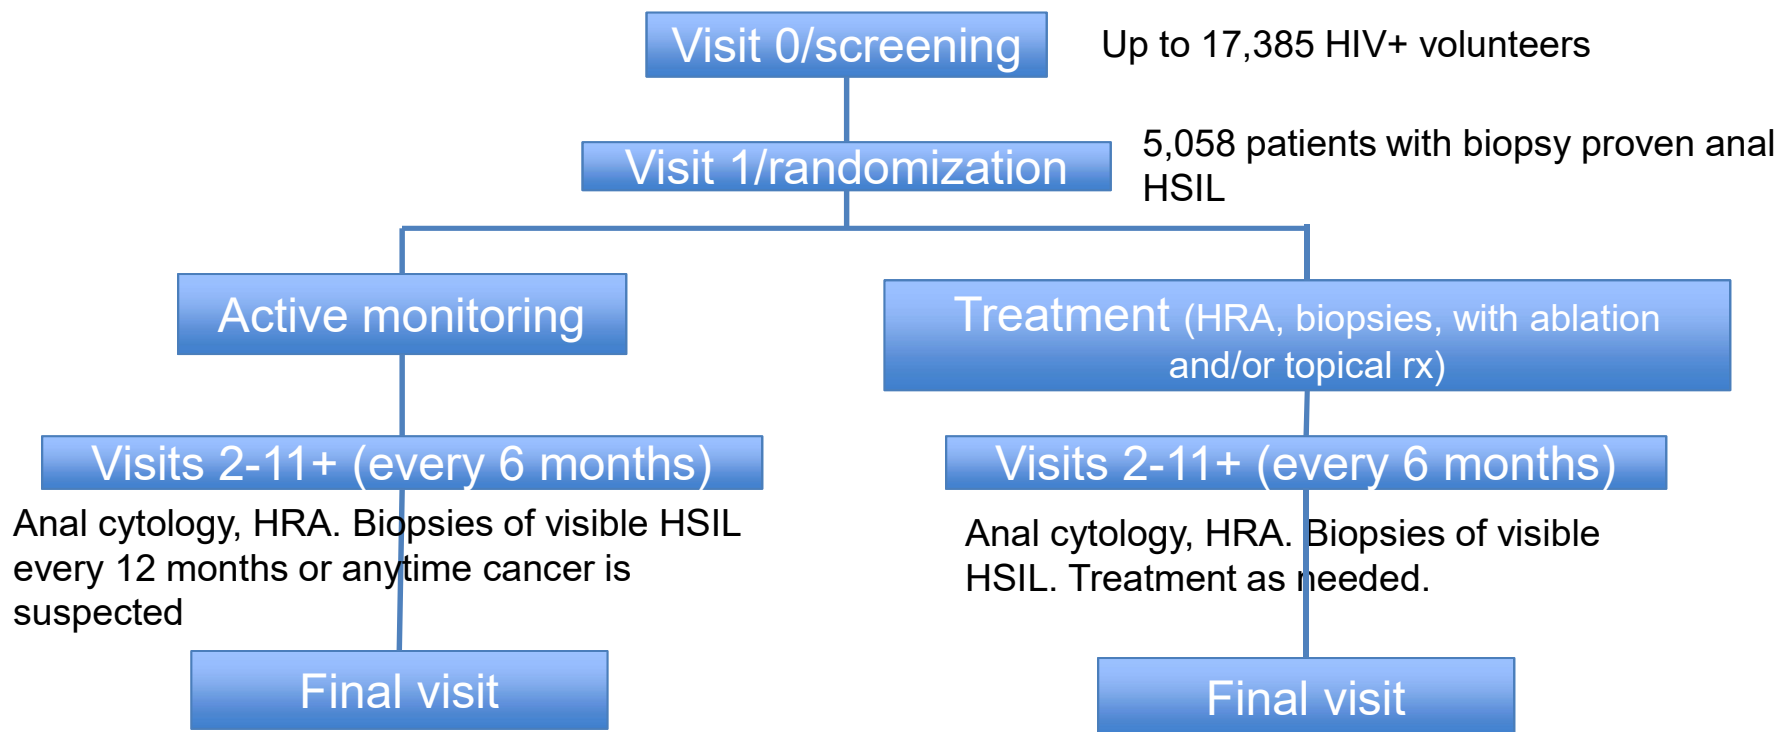 Visit 0/screening
Up to 17,385 HIV+ volunteers
Visit 1/randomization
5,058 patients with biopsy proven anal
HSIL
Active monitoring
Treatment (HRA, biopsies, with ablation
and/or topical rx)
Visits 2-11+ (every 6 months)
Visits 2-11+ (every 6 months)
Anal cytology, HRA. Biopsies of visible HSIL
every 12 months or anytime cancer is
suspected
Anal cytology, HRA. Biopsies of visible
HSIL. Treatment as needed.
Final visit
Final visit